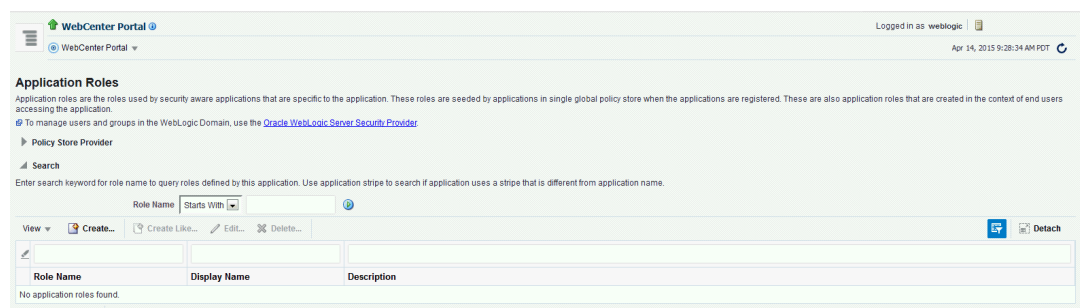 WebCenter Portal
Logged in as weblogic
WebCenter Portal
Apr 14, 2015 9:28:34 AM PDT
Application Roles
Application roles are the roles used by security aware applications that are specific to the application. These roles are seeded by applications in single global policy store when the applications are registered. These are also application roles that are created in the context of end users
accessing the application.
To manage users and groups in the WebLogic Domain, use the Oracle WebLogic Server Security Provider.
Policy Store Provider
Search
Enter search keyword for role name to query roles defined by this application. Use application stripe to search if application uses a stripe that is different from application name.
Role Name Starts With
View Create... Create Like... Edit... Delete... Detach
Role Name Display Name Description
No application roles found.